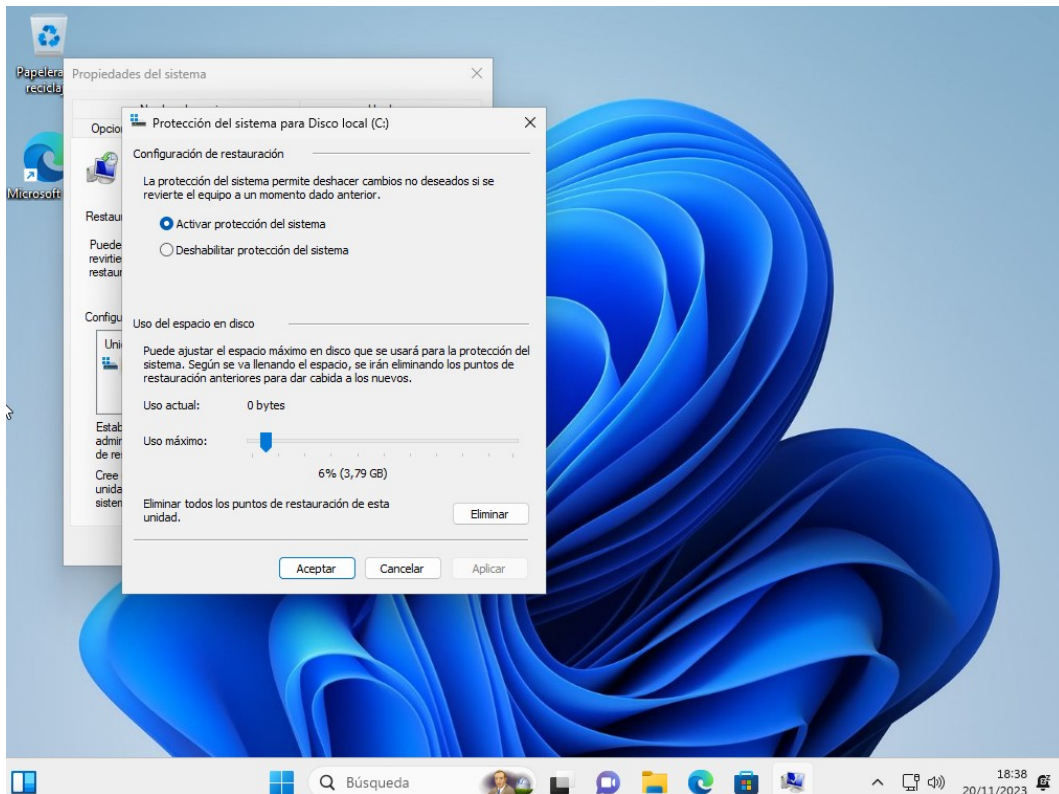 Papelera
recicla
Microsoft
Propiedades del sistema
Opcio
Restau
Puede
revirtie
restaur
Configu
Uni
Estab
admir
de re
Cree
unida
sisten
Protección del sistema para Disco local (C:)
Configuración de restauración
La protección del sistema permite deshacer cambios no deseados si se
revierte el equipo a un momento dado anterior.
Activar protección del sistema
Deshabilitar protección del sistema
Uso del espacio en disco
Puede ajustar el espacio máximo en disco que se usará para la protección del
sistema. Según se va llenando el espacio, se irán eliminando los puntos de
restauración anteriores para dar cabida a los nuevos.
Uso actual: 0 bytes
Uso máximo:
6% (3,79 GB)
Eliminar todos los puntos de restauración de esta
unidad.
Eliminar
Aceptar Cancelar Aplicar
Búsqueda
18:38
20/11/2023